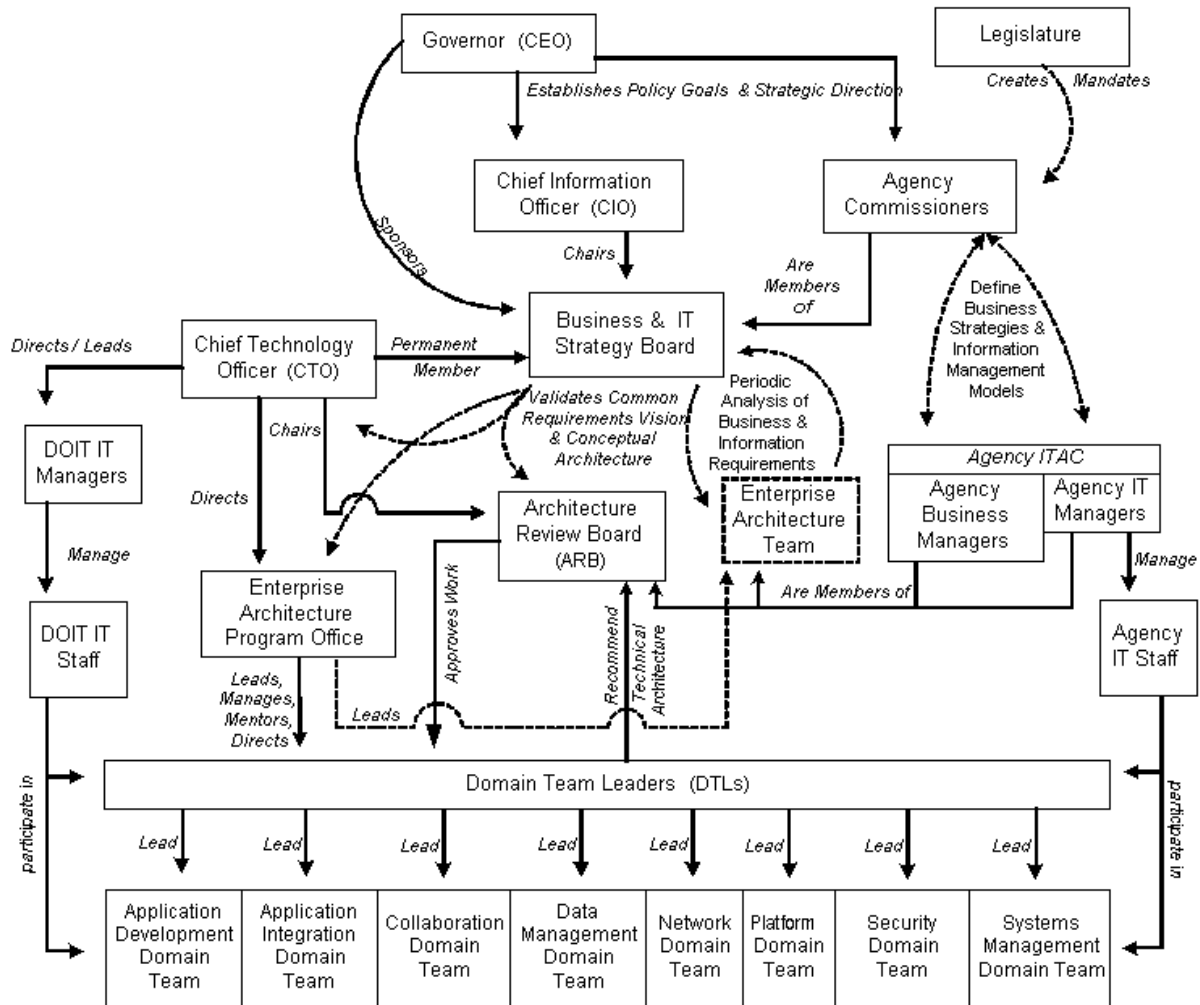 Governor (CEO)
Legislature
Establishes Policy Goals & Strategic Direction
Creates
Mandates
Chief Information
Officer (CIO)
Agency
Commissioners
Sponsors
Chairs
Are
Members
Of
Define
Business
Strategies &
Information
Management
Models
Business & IT
Strategy Board
Directs / Leads
Chief Technology
Officer (CTO)
Permanent
Member
Validates Common
Requirements Vision
& Conceptual
Architecture
Periodic
Analysis of
Business &
Information
Requirements
DOIT IT
Managers
Chairs
Directs
Agency ITAC
Agency
Business
Managers
Agency IT
Managers
Architecture
Review Board
(ARB)
Enterprise
Architecture
Team
Manage
Manage
Enterprise
Architecture
Program Office
Are Members of
DOIT IT
Staff
Agency
IT Staff
Approves Work
Recommend
Technical
Architecture
Leads,
Manages,
Mentors,
Directs
Leads
participate in
participate in
Domain Team Leaders (DTLs)
Lead
Lead
Lead
Lead
Lead
Lead
Lead
Lead
Application
Development
Domain
Team
Application
Integration
Domain
Team
Collaboration
Domain
Team
Data
Management
Domain
Team
Network
Domain
Team
Platform
Domain
Team
Security
Domain
Team
Systems
Management
Domain Team